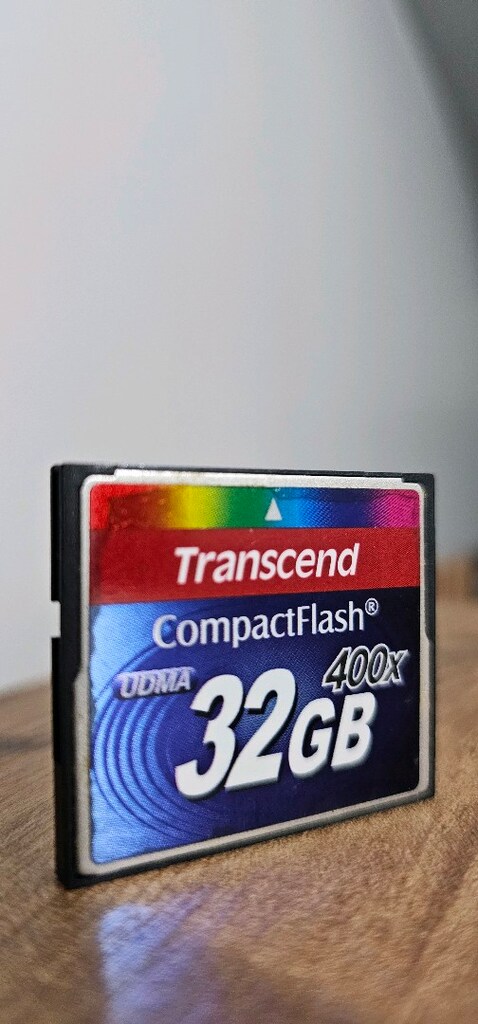 Transcend
CompactFlash®
400x
UDMA
32GB